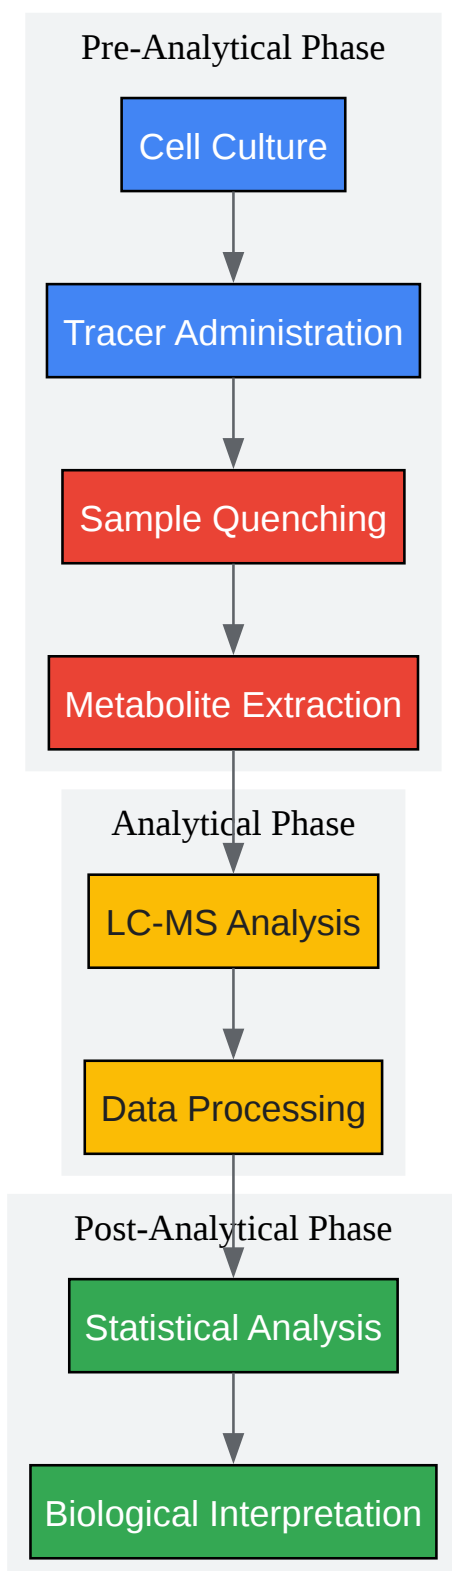 Pre-Analytical Phase
Cell Culture
Tracer Administration
Sample Quenching
Metabolite Extraction
Analytical Phase
LC-MS Analysis
Data Processing
Post-Analytical Phase
Statistical Analysis
Biological Interpretation